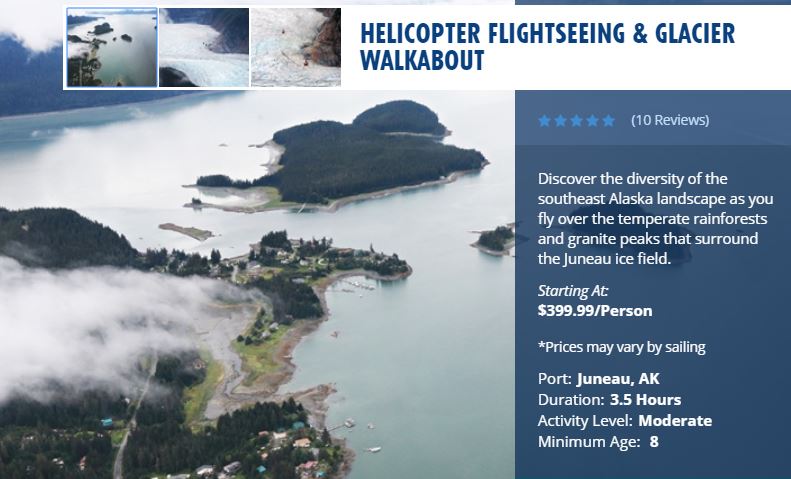 HELICOPTER FLIGHTSEEING & GLACIER
WALKABOUT
(10 Reviews)
Discover the diversity of the
southeast Alaska landscape as you
fly over the temperate rainforests
and granite peaks that surround
the Juneau ice field.
Starting At:
$399.99/Person
*Prices may vary by sailing
Port: Juneau, AK
Duration: 3.5 Hours
Activity Level: Moderate
Minimum Age: 8